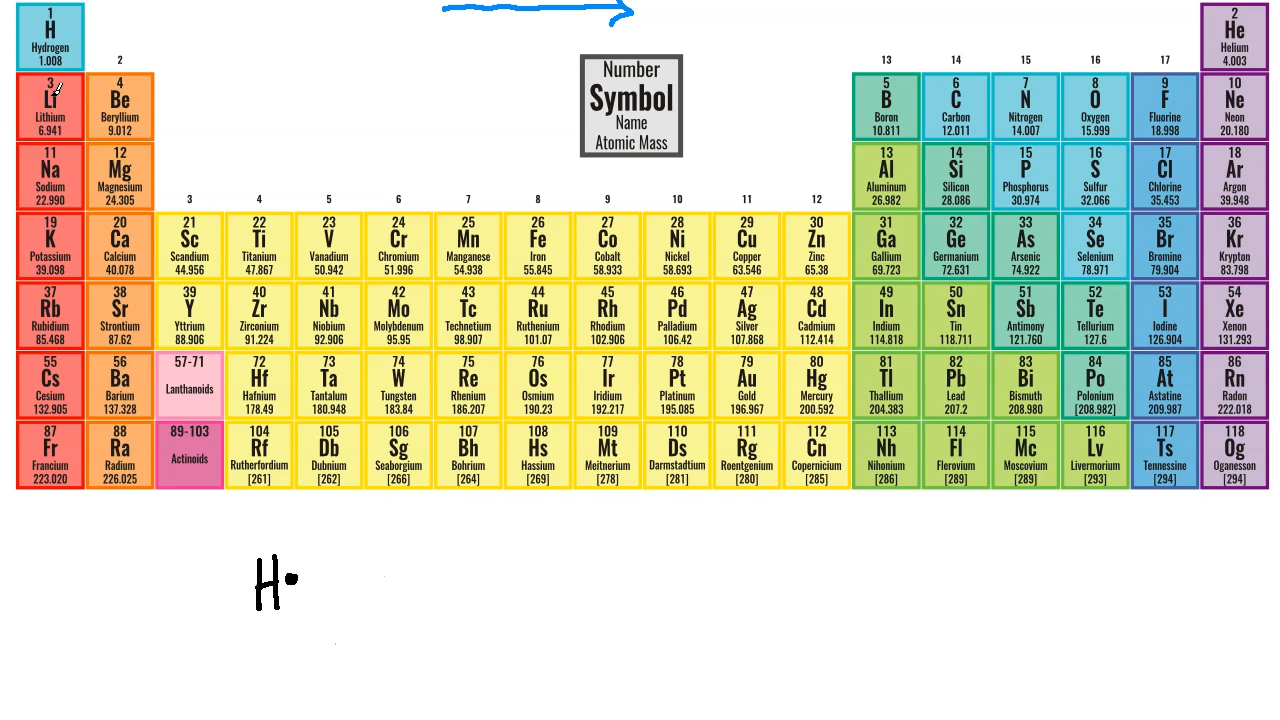 1 2
H He
Hydrogen Helium
1.008 2 13 14 15 16 17 4.003
3 4 Number 5 6 7 8 9 10
Li Be Symbol B C N O F Ne
Lithium Beryllium Name Boron Carbon Nitrogen Oxygen Fluorine Neon
6.941 9.012 Atomic Mass 10.811 12.011 14.007 15.999 18.998 20.180
11 12 13 14 15 16 17 18
Na Mg Al Si P S Cl Ar
Sodium Magnesium Aluminum Silicon Phosphorus Sulfur Chlorine Argon
22.990 24.305 3 4 5 6 7 8 9 10 11 12 26.982 28.086 30.974 32.066 35.453 39.948
19 20 21 22 23 24 25 26 27 28 29 30 31 32 33 34 35 36
K Ca Sc Ti V Cr Mn Fe Co Ni Cu Zn Ga Ge As Se Br Kr
Potassium Calcium Scandium Titanium Vanadium Chromium Manganese Iron Cobalt Nickel Copper Zinc Gallium Germanium Arsenic Selenium Bromine Krypton
39.098 40.078 44.956 47.867 50.942 51.996 54.938 55.845 58.933 58.693 63.546 65.38 69.723 72.631 74.922 78.971 79.904 83.798
37 38 39 40 41 42 43 44 45 46 47 48 49 50 51 52 53 54
Rb Sr Y Zr Nb Mo Tc Ru Rh Pd Ag Cd In Sn Sb Te I Xe
Rubidium Strontium Yttrium Zirconium Niobium Molybdenum Technetium Ruthenium Rhodium Palladium Silver Cadmium Indium Tin Antimony Tellurium Iodine Xenon
85.468 87.62 88.906 91.224 92.906 95.95 98.907 101.07 102.906 106.42 107.868 112.414 114.818 118.711 121.760 127.6 126.904 131.293
55 56 57-71 72 73 74 75 76 77 78 79 80 81 82 83 84 85 86
Cs Ba Lanthanoids Hf Ta W Re Os Ir Pt Au Hg Tl Pb Bi Po At Rn
Cesium Barium Hafnium Tantalum Tungsten Rhenium Osmium Iridium Platinum Gold Mercury Thallium Lead Bismuth Polonium Astatine Radon
132.905 137.328 178.49 180.948 183.84 186.207 190.23 192.217 195.085 196.967 200.592 204.383 207.2 208.980 [208.982] 209.987 222.018
87 88 89-103 104 105 106 107 108 109 110 111 112 113 114 115 116 117 118
Fr Ra Actinoids Rf Db Sg Bh Hs Mt Ds Rg Cn Nh Fl Mc Lv Ts Og
Francium Radium Rutherfordium Dubnium Seaborgium Bohrium Hassium Meitnerium Darmstadtium Roentgenium Copernicium Nihonium Flerovium Moscovium Livermorium Tennessine Oganesson
223.020 226.025 [261] [262] [266] [264] [269] [278] [281] [280] [285] [286] [289] [289] [293] [294] [294]
H•